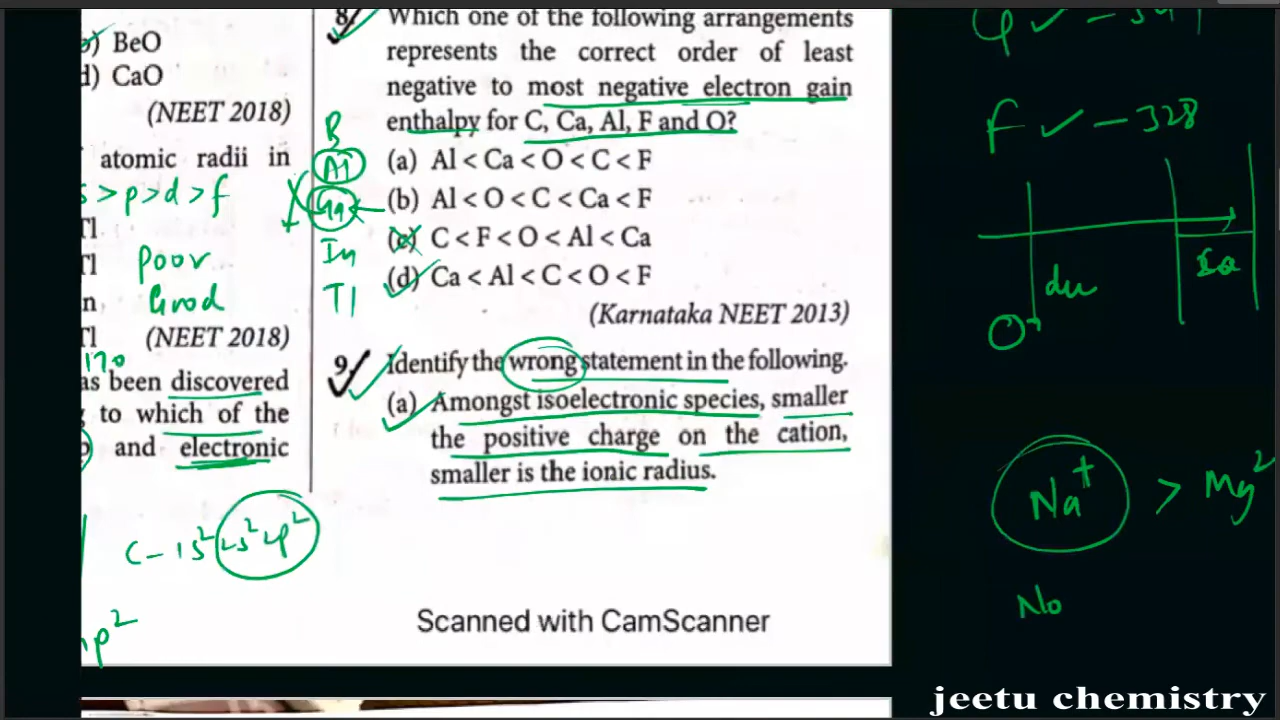 b) BeO
d) CaO
(NEET 2018)
atomic radii in
s > p > d > f
Tl
Tl poor
n Good
Tl (NEET 2018)
170
as been discovered
to which of the
and electronic
C – 1s² 2s² 2p²
np²
B
Al
Ga
In
Tl
8/ Which one of the following arrangements
represents the correct order of least
negative to most negative electron gain
enthalpy for C, Ca, Al, F and O?
(a) Al < Ca < O < C < F
(b) Al < O < C < Ca < F
(c) C < F < O < Al < Ca
(d) Ca < Al < C < O < F
(Karnataka NEET 2013)
9. Identify the wrong statement in the following.
(a) Amongst isoelectronic species, smaller
the positive charge on the cation,
smaller is the ionic radius.
Scanned with CamScanner
F – 328
Na⁺ > Mg²
No
jeetu chemistry